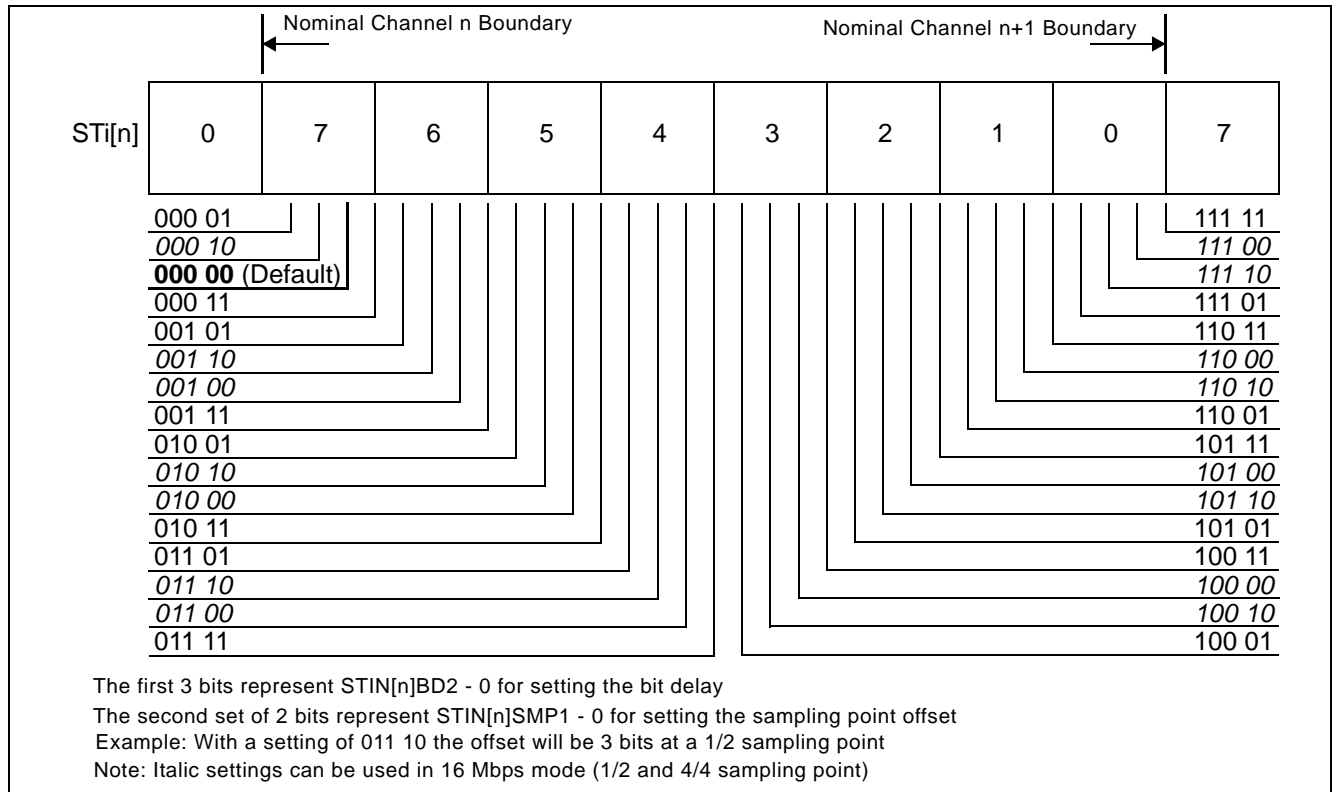 Nominal Channel n Boundary
Nominal Channel n+1 Boundary
STi[n] 0 7 6 5 4 3 2 1 0 7
000 01 111 11
000 10 111 00
000 00 (Default) 111 10
000 11 111 01
001 01 110 11
001 10 110 00
001 00 110 10
001 11 110 01
010 01 101 11
010 10 101 00
010 00 101 10
010 11 101 01
011 01 100 11
011 10 100 00
011 00 100 10
011 11 100 01
The first 3 bits represent STIN[n]BD2 - 0 for setting the bit delay
The second set of 2 bits represent STIN[n]SMP1 - 0 for setting the sampling point offset
Example: With a setting of 011 10 the offset will be 3 bits at a 1/2 sampling point
Note: Italic settings can be used in 16 Mbps mode (1/2 and 4/4 sampling point)